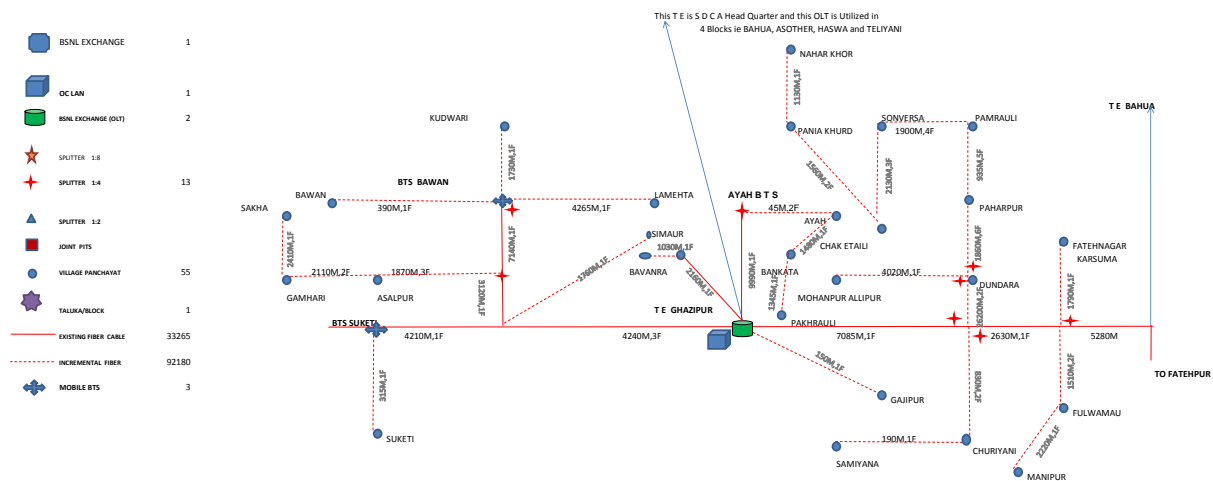 This T E is S D C A Head Quarter and this OLT is Utilized in
4 Blocks ie BAHUA, ASOTHER, HASWA and TELIYANI
BSNL EXCHANGE 1
OC LAN 1
BSNL EXCHANGE (OLT) 2
SPLITTER 1:8
SPLITTER 1:4 13
SPLITTER 1:2
JOINT PITS
VILLAGE PANCHAYAT 55
TALUKA/BLOCK 1
EXISTING FIBER CABLE 33265
INCREMENTAL FIBER 92180
MOBILE BTS 3
NAHAR KHOR
1130M,1F
T E BAHUA
KUDWARI
PANIA KHURD
SONVERSA
1900M,4F
PAMRAULI
1730M,1F
1560M,2F
2130M,3F
935M,5F
BTS BAWAN
BAWAN
390M,1F
4265M,1F
LAMEHTA
AYAH B T S
45M,2F
AYAH
PAHARPUR
SAKHA
2410M,1F
7140M,1F
SIMAUR
1030M,1F
1480M,1F
CHAK ETAILI
1860M,6F
FATEHNAGAR
KARSUMA
BAVANRA
1760M,1F
2160M,1F
9990M,1F
BANKATA
4020M,1F
2110M,2F
1870M,3F
GAMHARI
ASALPUR
3120M,1F
1345M,1F
MOHANPUR ALLIPUR
DUNDARA
1790M,1F
T E GHAZIPUR
PAKHRAULI
BTS SUKETI
4210M,1F
4240M,3F
7085M,1F
2630M,1F
5280M
315M,1F
150M,1F
830M,2F
1510M,2F
TO FATEHPUR
GAJIPUR
FULWAMAU
SUKETI
190M,1F
SAMIYANA
CHURIYANI
2220M,1F
MANIPUR